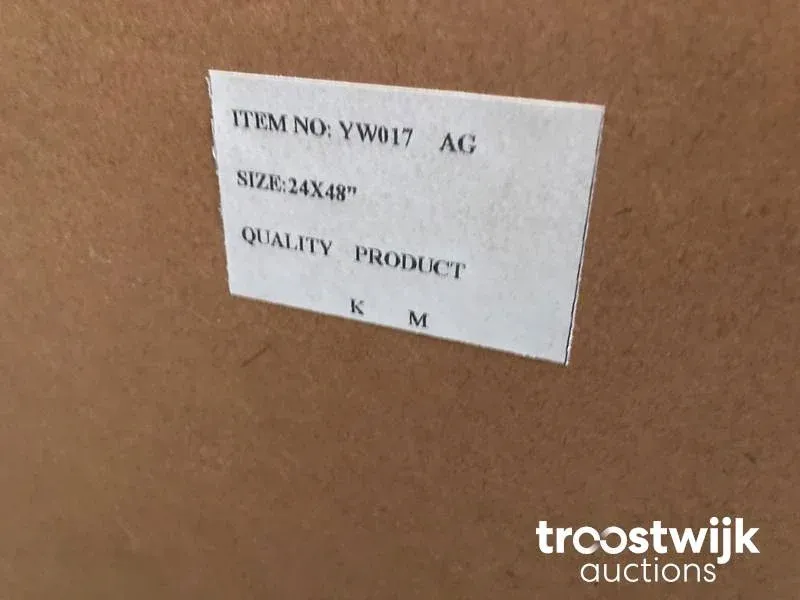 ITEM NO: YW017 AG
SIZE:24X48"
QUALITY PRODUCT
K M
troostwijk
auctions